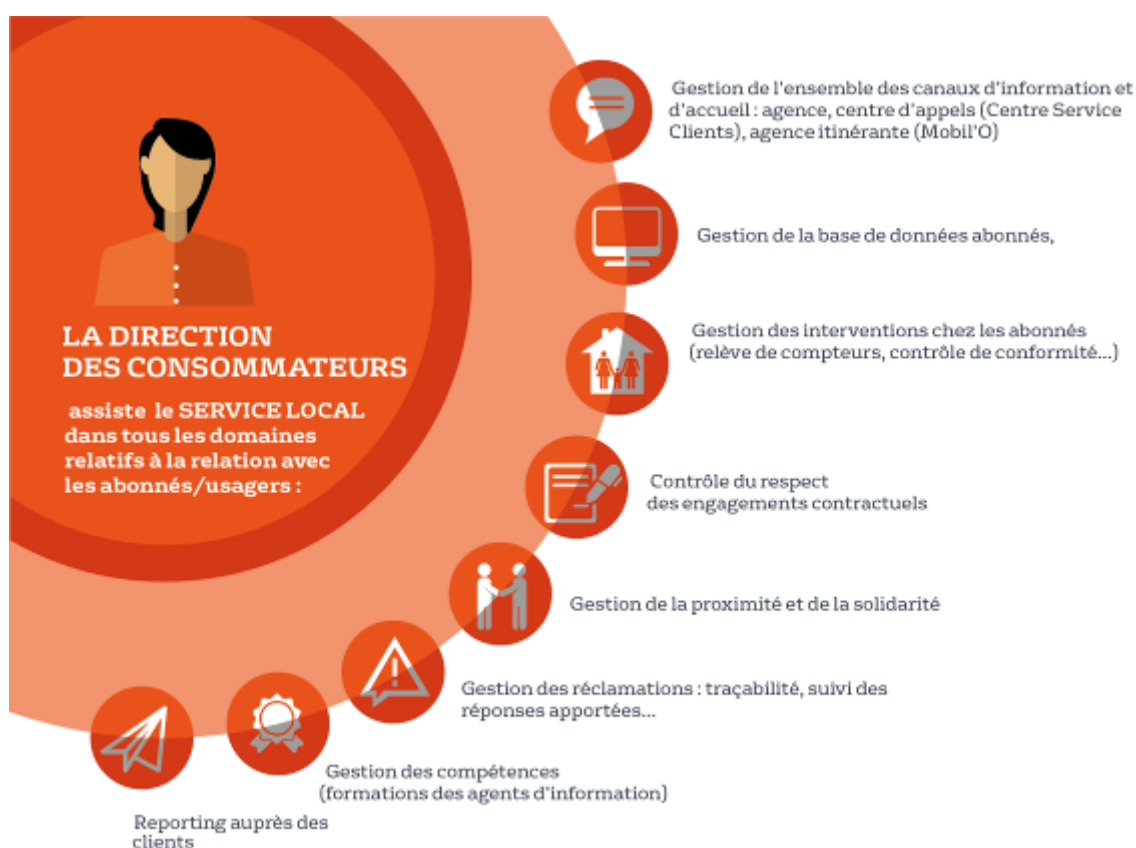 LA DIRECTION
DES CONSOMMATEURS
assiste le SERVICE LOCAL
dans tous les domaines
relatifs à la relation avec
les abonnés/usagers :
Gestion de l'ensemble des canaux d'information et
d'accueil : agence, centre d'appels (Centre Service
Clients), agence itinérante (Mobil'O)
Gestion de la base de données abonnés,
Gestion des interventions chez les abonnés
(relève de compteurs, contrôle de conformité...)
Contrôle du respect
des engagements contractuels
Gestion de la proximité et de la solidarité
Gestion des réclamations : traçabilité, suivi des
réponses apportées...
Gestion des compétences
(formations des agents d'information)
Reporting auprès des
clients